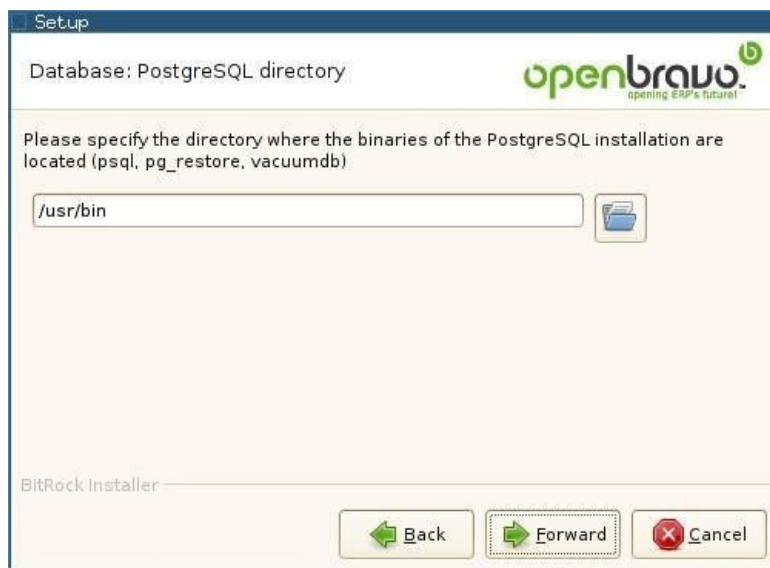 Setup
Database: PostgreSQL directory
openbravo.
opening ERP's future!
Please specify the directory where the binaries of the PostgreSQL installation are
located (psql, pg_restore, vacuumdb)
/usr/bin
BitRock Installer
Back
Forward
Cancel